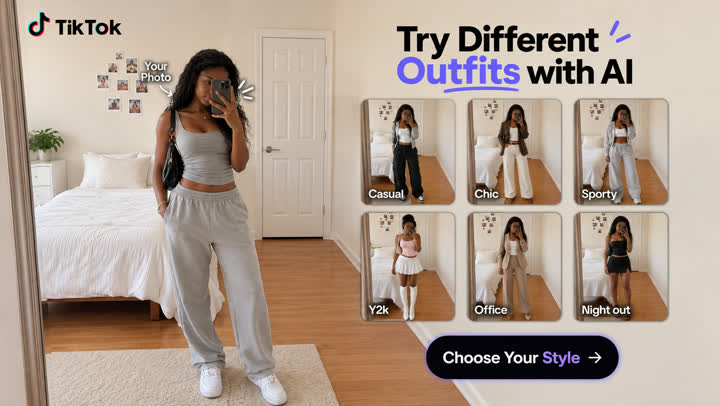 TikTok
Your
Photo
Try Different
Outfits with AI
Casual
Chic
Sporty
Y2k
Office
Night out
Choose Your Style →